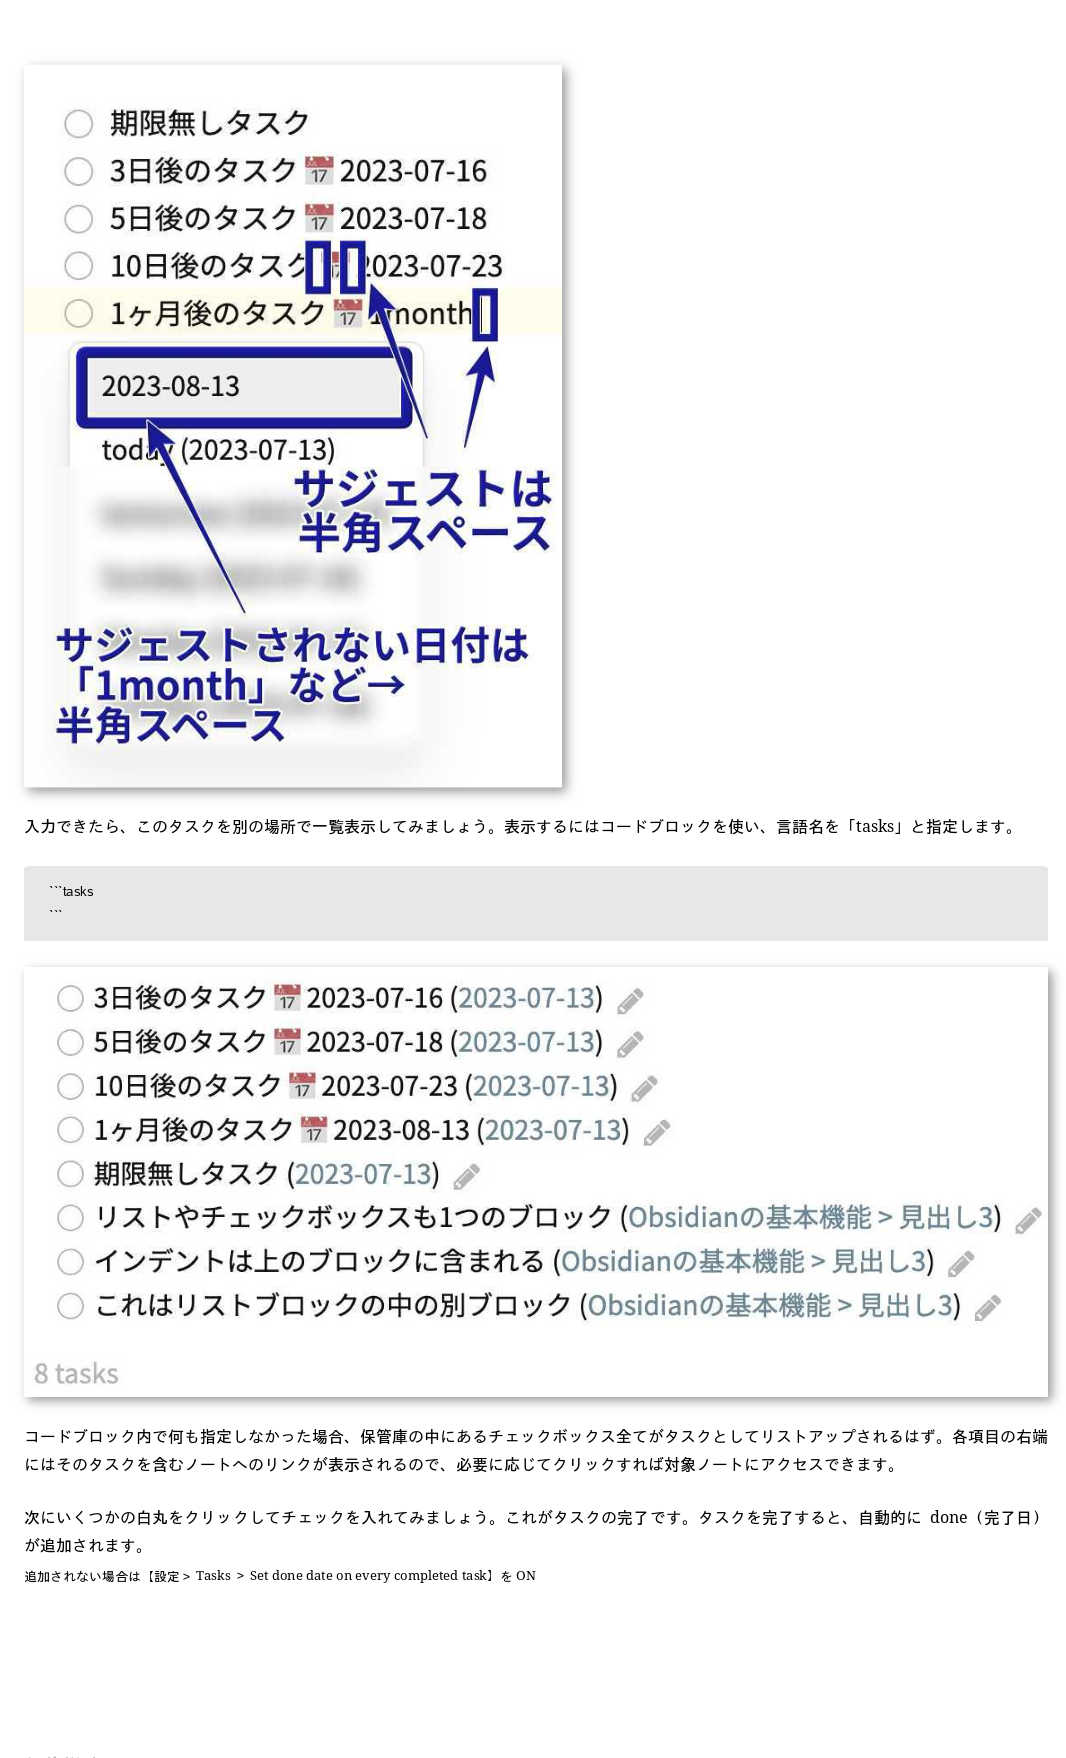 期限無しタスク
3日後のタスク 📅 2023-07-16
5日後のタスク 📅 2023-07-18
10日後のタスク 2023-07-23
1ヶ月後のタスク 📅 1month
2023-08-13
today (2023-07-13)
サジェストは
半角スペース
サジェストされない日付は
「1month」など→
半角スペース
入力できたら、このタスクを別の場所で一覧表示してみましょう。表示するにはコードブロックを使い、言語名を「tasks」と指定します。
```tasks
```
3日後のタスク 📅 2023-07-16 (2023-07-13)
5日後のタスク 📅 2023-07-18 (2023-07-13)
10日後のタスク 📅 2023-07-23 (2023-07-13)
1ヶ月後のタスク 📅 2023-08-13 (2023-07-13)
期限無しタスク (2023-07-13)
リストやチェックボックスも1つのブロック (Obsidianの基本機能 > 見出し3)
インデントは上のブロックに含まれる (Obsidianの基本機能 > 見出し3)
これはリストブロックの中の別ブロック (Obsidianの基本機能 > 見出し3)
8 tasks
コードブロック内で何も指定しなかった場合、保管庫の中にあるチェックボックス全てがタスクとしてリストアップされるはず。各項目の右端
にはそのタスクを含むノートへのリンクが表示されるので、必要に応じてクリックすれば対象ノートにアクセスできます。
次にいくつかの白丸をクリックしてチェックを入れてみましょう。これがタスクの完了です。タスクを完了すると、自動的に done（完了日）
が追加されます。
追加されない場合は【設定 > Tasks > Set done date on every completed task】を ON